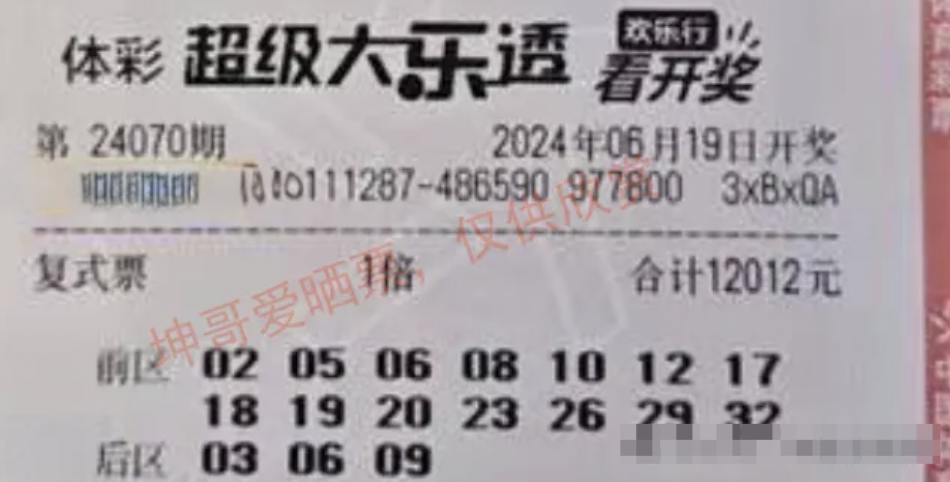 体彩 超级大乐透 欢乐行 看开奖
第 24070期 2024年06月19日开奖
0111287-486590 977800 3xBxQA
复式票 1倍 合计12012元
坤哥爱晒票，仅供欣赏
前区 02 05 06 08 10 12 17
18 19 20 23 26 29 32
后区 03 06 09